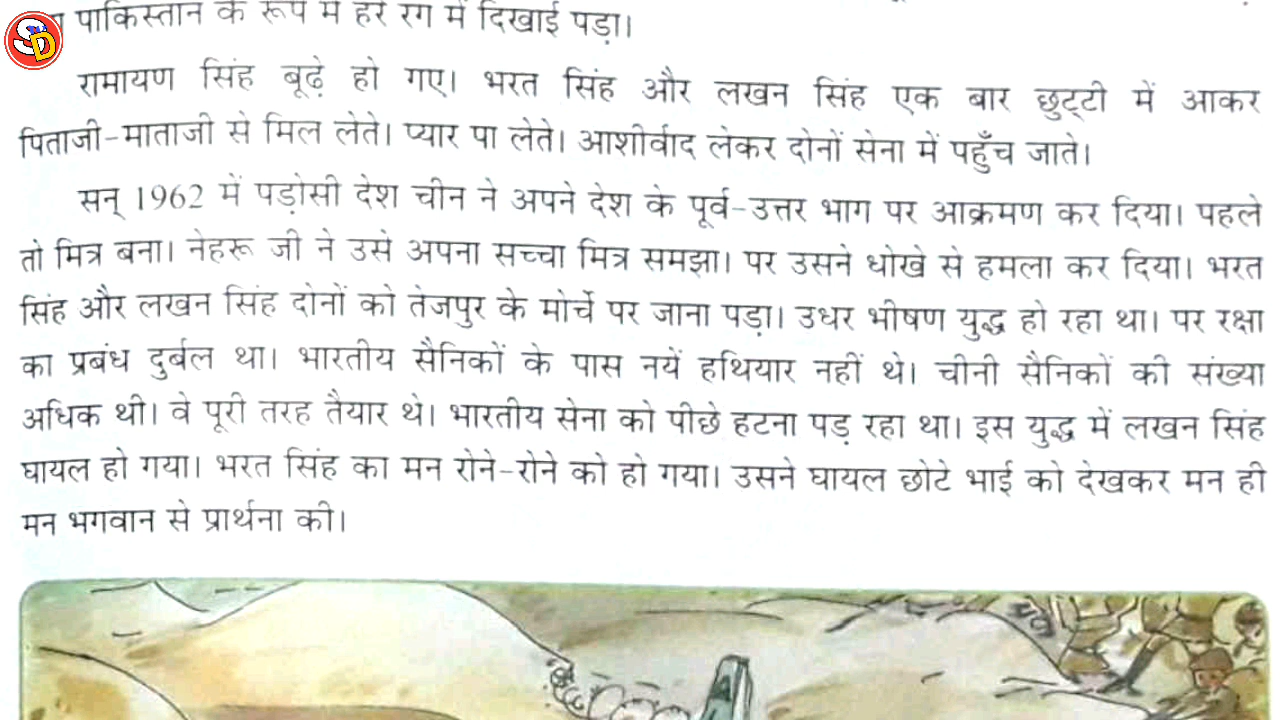 पाकिस्तान के रूप में हरे रंग में दिखाई पड़ा।
रामायण सिंह बूढ़े हो गए। भरत सिंह और लखन सिंह एक बार छुट्टी में आकर
पिताजी-माताजी से मिल लेते। प्यार पा लेते। आशीर्वाद लेकर दोनों सेना में पहुँच जाते।
सन् 1962 में पड़ोसी देश चीन ने अपने देश के पूर्व-उत्तर भाग पर आक्रमण कर दिया। पहले
तो मित्र बना। नेहरू जी ने उसे अपना सच्चा मित्र समझा। पर उसने धोखे से हमला कर दिया। भरत
सिंह और लखन सिंह दोनों को तेजपुर के मोर्चे पर जाना पड़ा। उधर भीषण युद्ध हो रहा था। पर रक्षा
का प्रबंध दुर्बल था। भारतीय सैनिकों के पास नयें हथियार नहीं थे। चीनी सैनिकों की संख्या
अधिक थी। वे पूरी तरह तैयार थे। भारतीय सेना को पीछे हटना पड़ रहा था। इस युद्ध में लखन सिंह
घायल हो गया। भरत सिंह का मन रोने-रोने को हो गया। उसने घायल छोटे भाई को देखकर मन ही
मन भगवान से प्रार्थना की।
SD